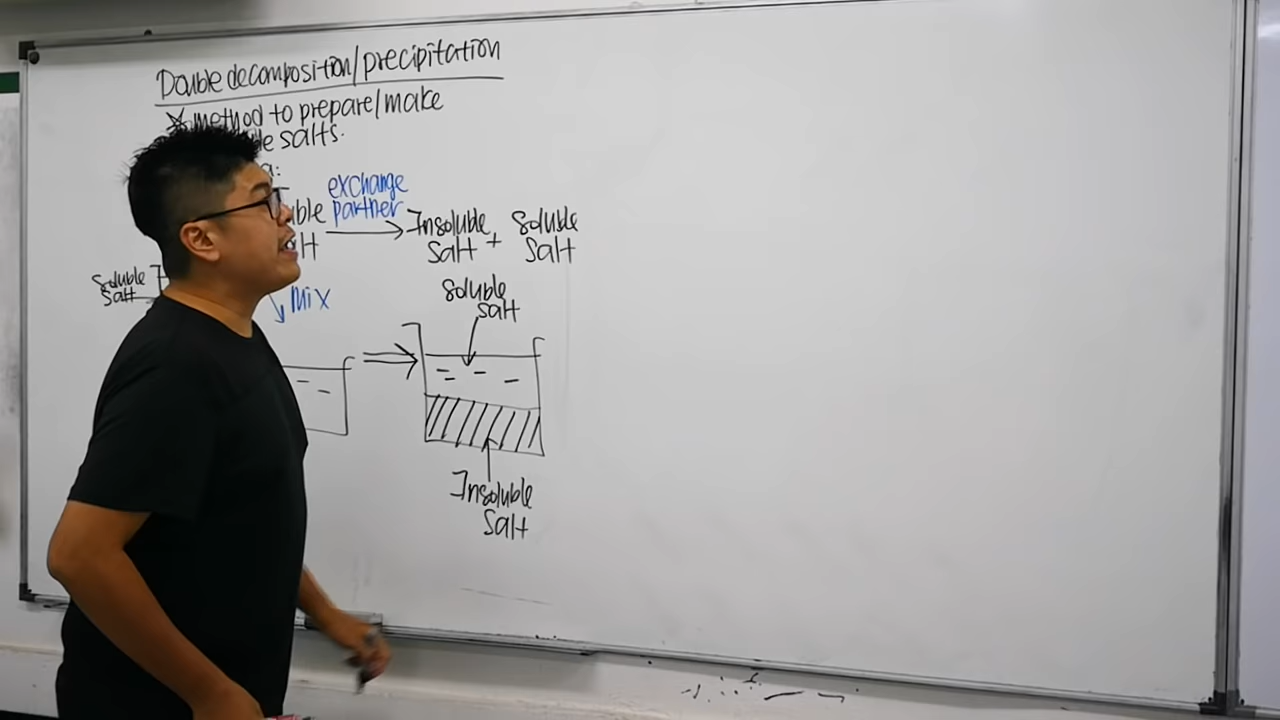 Double decomposition/precipitation
* method to prepare/make
salts.
exchange
partner
Insoluble salt + Soluble salt
Soluble
salt
Mix
Soluble
salt
Insoluble
salt